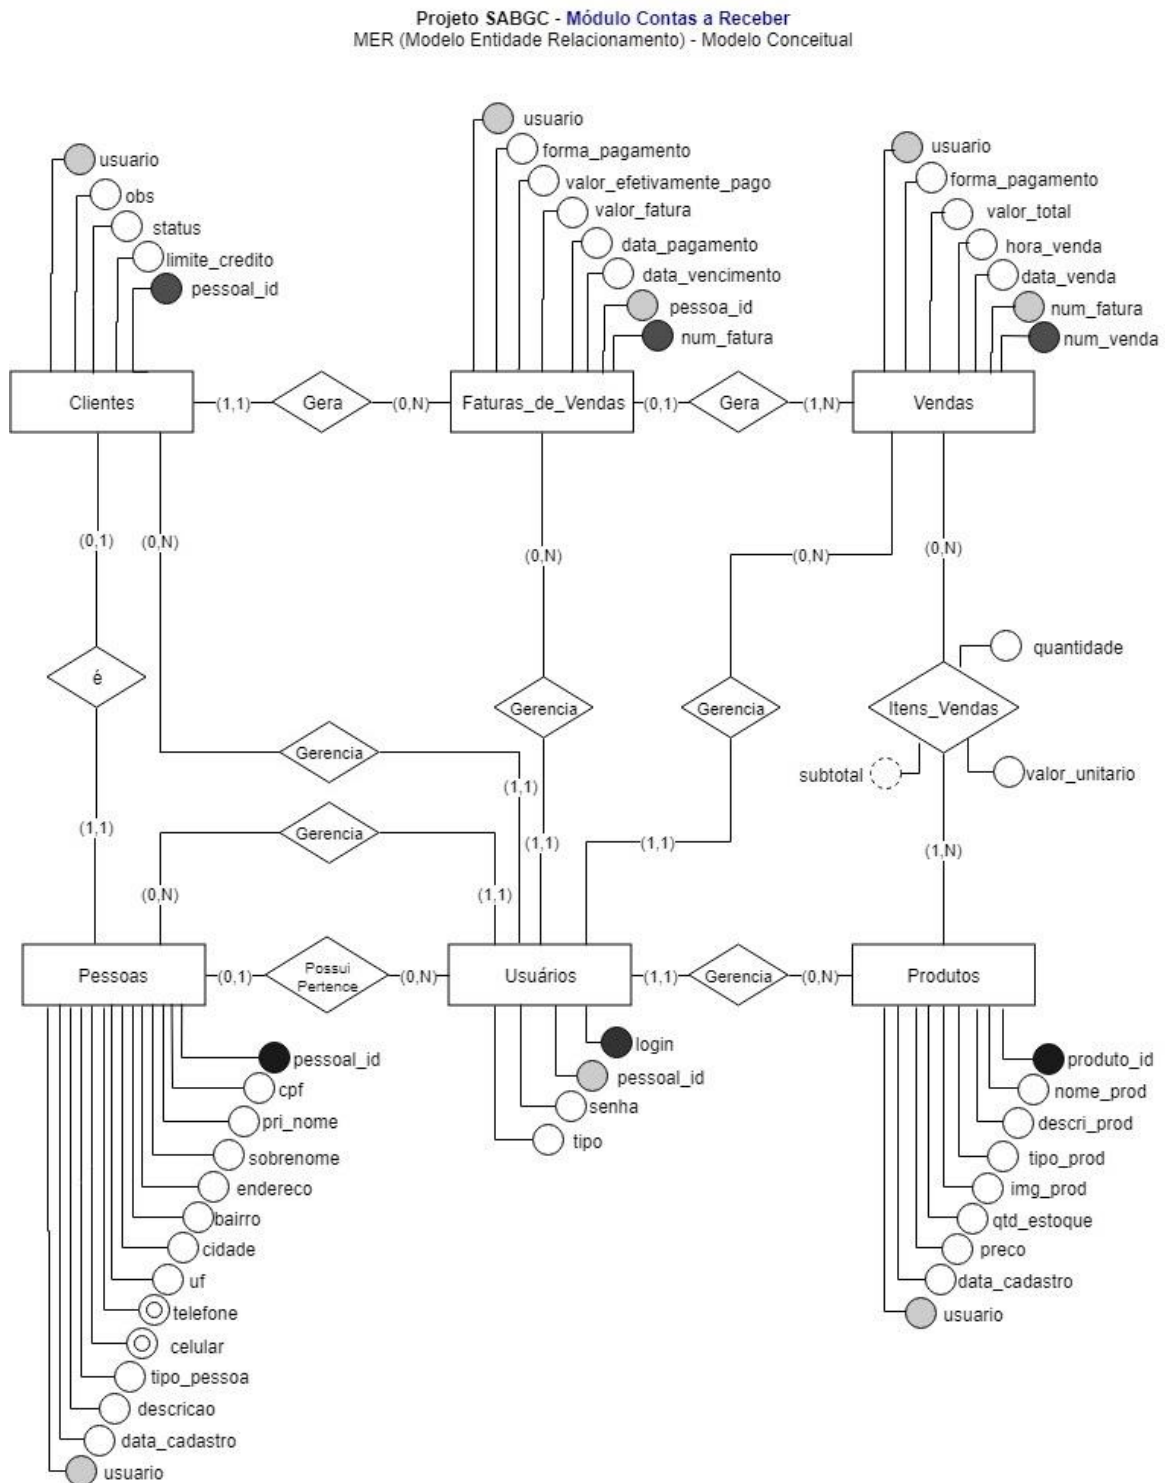 Projeto SABGC - Módulo Contas a Receber
MER (Modelo Entidade Relacionamento) - Modelo Conceitual
usuario
obs
status
limite_credito
pessoal_id
usuario
forma_pagamento
valor_efetivamente_pago
valor_fatura
data_pagamento
data_vencimento
pessoa_id
num_fatura
usuario
forma_pagamento
valor_total
hora_venda
data_venda
num_fatura
num_venda
Clientes
(1,1)
Gera
(0,N)
Faturas_de_Vendas
(0,1)
Gera
(1,N)
Vendas
(0,1)
(0,N)
(0,N)
(0,N)
(0,N)
é
Gerencia
Gerencia
quantidade
Itens_Vendas
subtotal
valor_unitario
Gerencia
(1,1)
Gerencia
(1,1)
(1,1)
(1,1)
(1,N)
(0,N)
(1,1)
Pessoas
(0,1)
Possui
Pertence
(0,N)
Usuários
(1,1)
Gerencia
(0,N)
Produtos
pessoal_id
cpf
pri_nome
sobrenome
endereco
bairro
cidade
uf
telefone
celular
tipo_pessoa
descricao
data_cadastro
usuario
login
pessoal_id
senha
tipo
produto_id
nome_prod
descri_prod
tipo_prod
img_prod
qtd_estoque
preco
data_cadastro
usuario